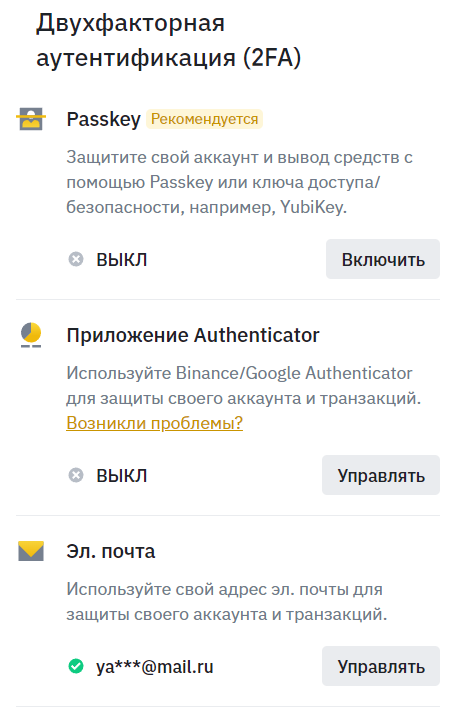 Двухфакторная
аутентификация (2FA)
Passkey Рекомендуется
Защитите свой аккаунт и вывод средств с
помощью Passkey или ключа доступа/
безопасности, например, YubiKey.
ВЫКЛ Включить
Приложение Authenticator
Используйте Binance/Google Authenticator
для защиты своего аккаунта и транзакций.
Возникли проблемы?
ВЫКЛ Управлять
Эл. почта
Используйте свой адрес эл. почты для
защиты своего аккаунта и транзакций.
ya***@mail.ru Управлять